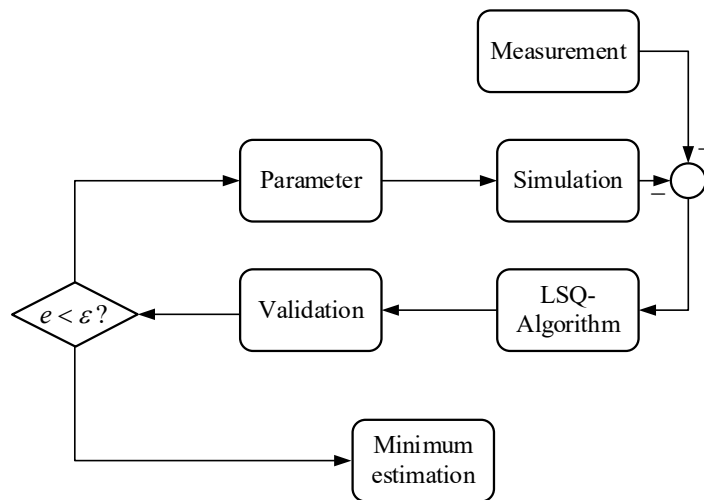 Measurement
Parameter
Simulation
−
e < ε?
Validation
LSQ-
Algorithm
Minimum
estimation